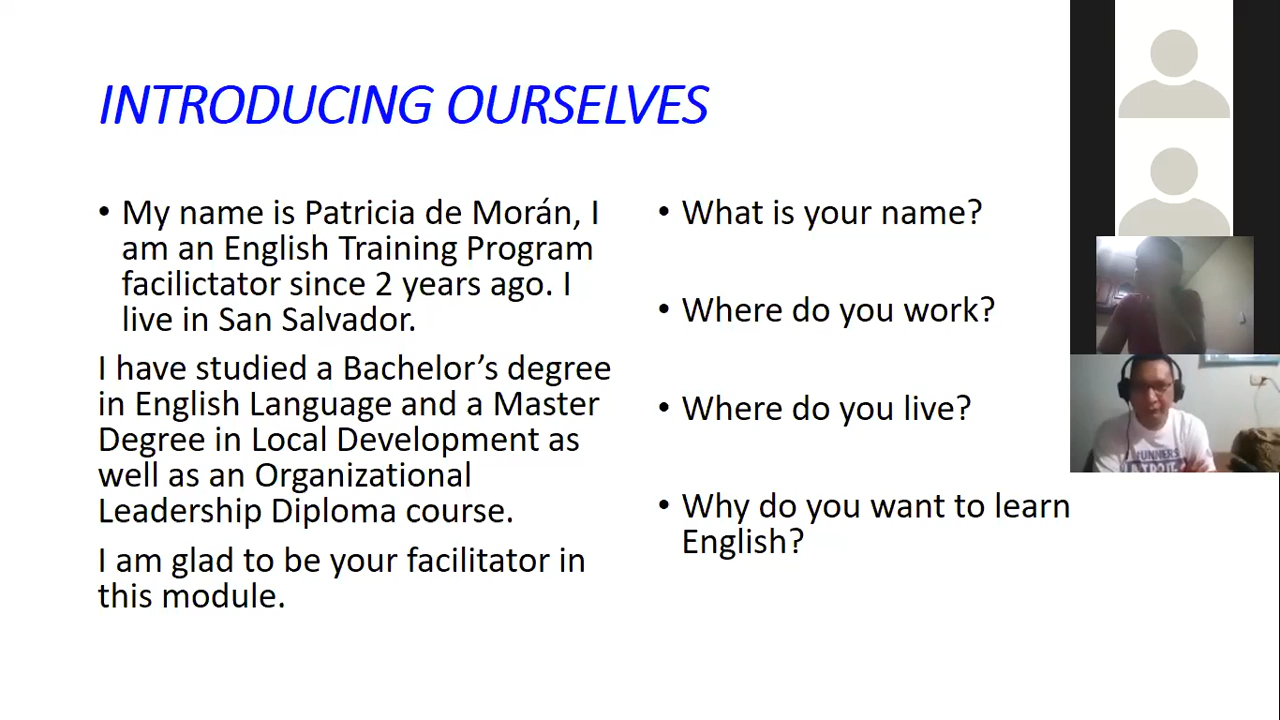 INTRODUCING OURSELVES
• My name is Patricia de Morán, I
am an English Training Program
facilictator since 2 years ago. I
live in San Salvador.
I have studied a Bachelor’s degree
in English Language and a Master
Degree in Local Development as
well as an Organizational
Leadership Diploma course.
I am glad to be your facilitator in
this module.
• What is your name?
• Where do you work?
• Where do you live?
• Why do you want to learn
English?